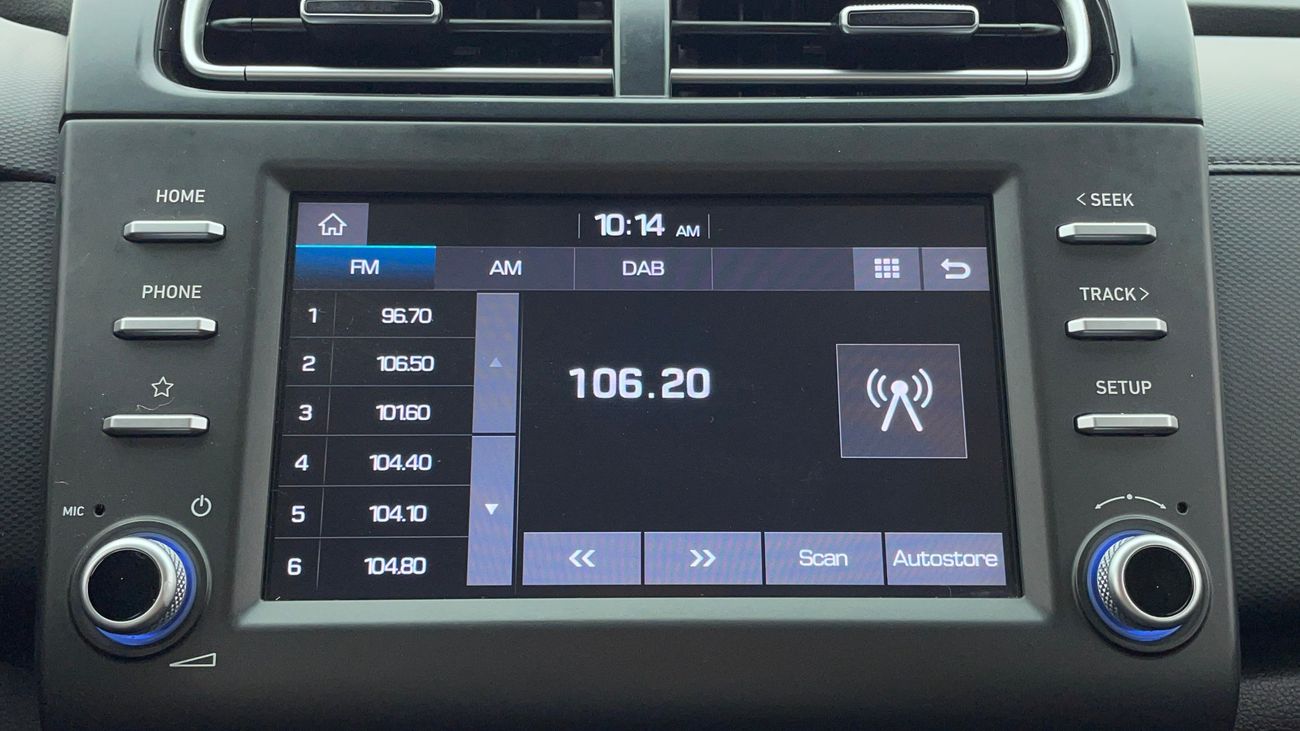 HOME
PHONE
MIC
10:14 AM
FM AM DAB
1 96.70
2 106.50
3 101.60
4 104.40
5 104.10
6 104.80
106.20
<< >> Scan Autostore
< SEEK
TRACK >
SETUP